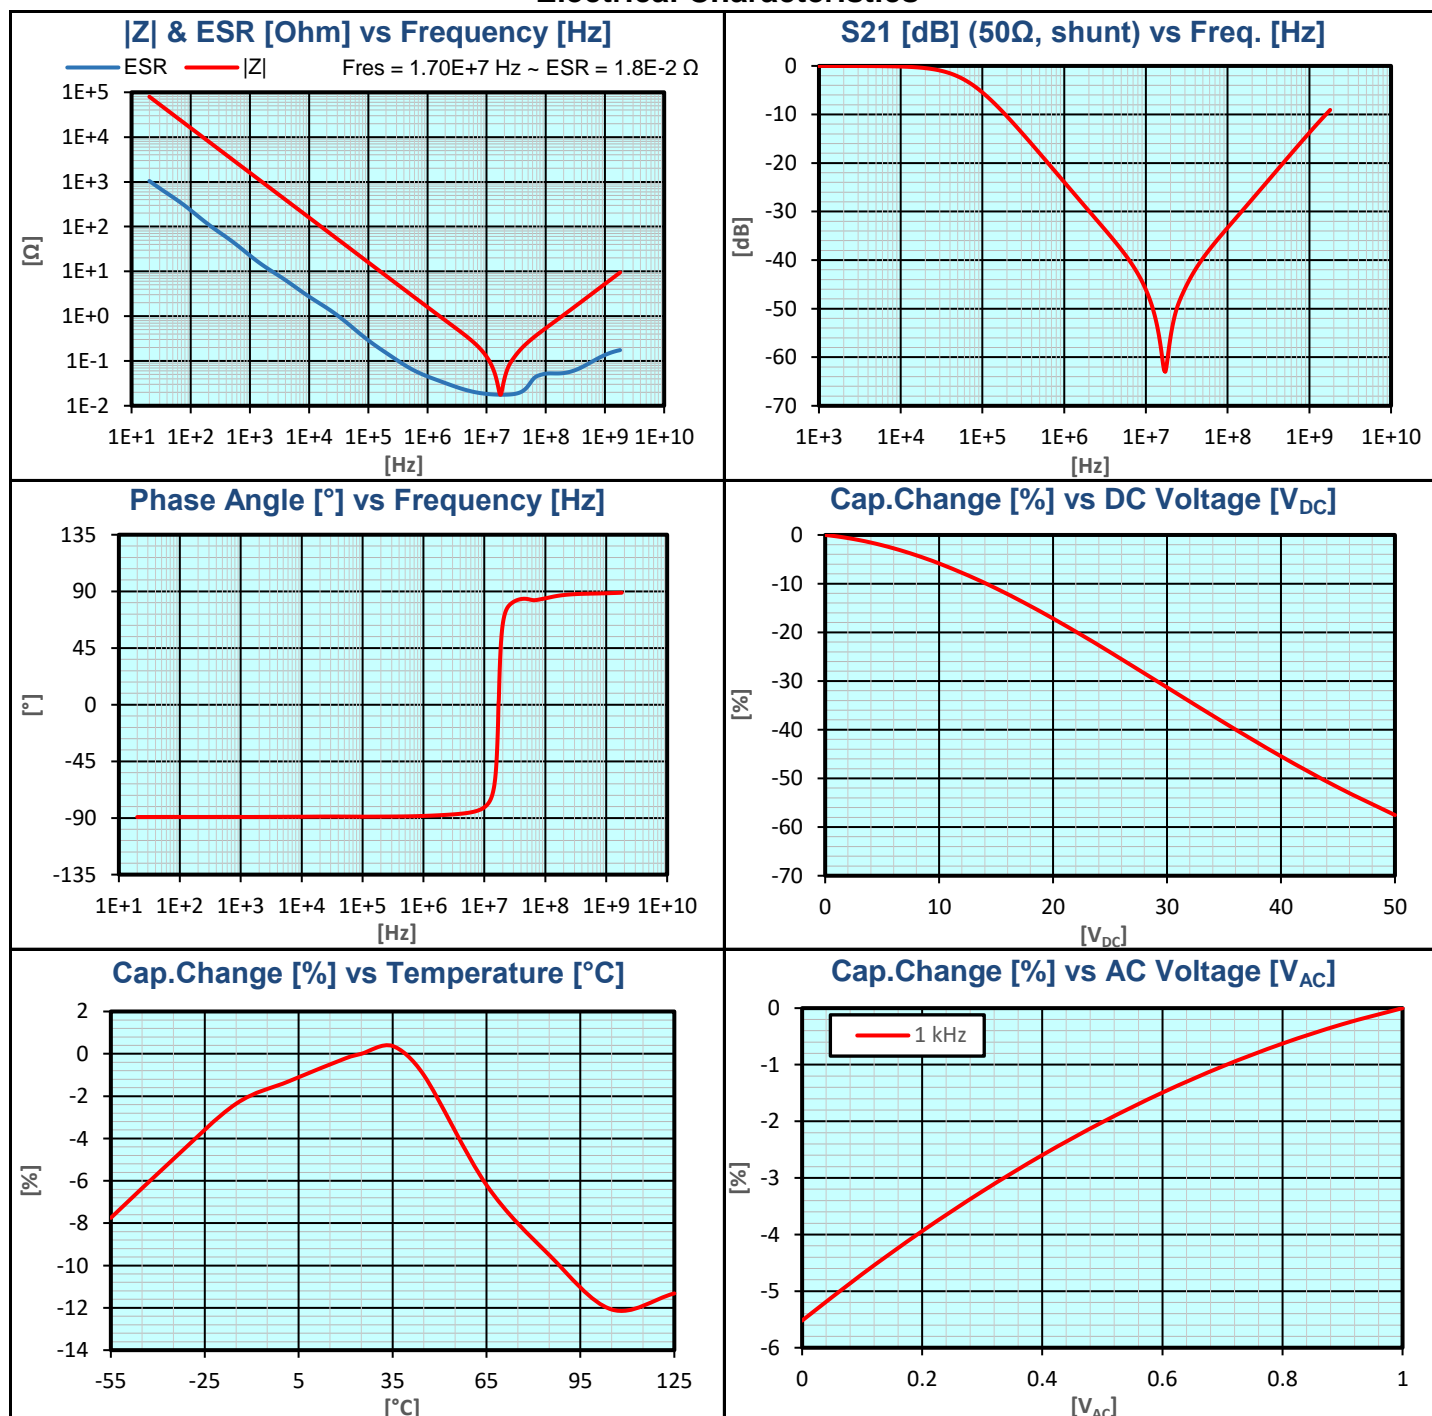 Electrical Characteristics
|Z| & ESR [Ohm] vs Frequency [Hz]
ESR |Z| Fres = 1.70E+7 Hz ~ ESR = 1.8E-2 Ω
1E+5
1E+4
1E+3
1E+2
1E+1
1E+0
1E-1
1E-2
[Ω]
1E+1 1E+2 1E+3 1E+4 1E+5 1E+6 1E+7 1E+8 1E+9 1E+10
[Hz]
S21 [dB] (50Ω, shunt) vs Freq. [Hz]
0
-10
-20
-30
-40
-50
-60
-70
[dB]
1E+3 1E+4 1E+5 1E+6 1E+7 1E+8 1E+9 1E+10
[Hz]
Phase Angle [°] vs Frequency [Hz]
135
90
45
0
-45
-90
-135
[°]
1E+1 1E+2 1E+3 1E+4 1E+5 1E+6 1E+7 1E+8 1E+9 1E+10
[Hz]
Cap.Change [%] vs DC Voltage [VDC]
0
-10
-20
-30
-40
-50
-60
-70
[%]
0 10 20 30 40 50
[VDC]
Cap.Change [%] vs Temperature [°C]
2
0
-2
-4
-6
-8
-10
-12
-14
[%]
-55 -25 5 35 65 95 125
[°C]
Cap.Change [%] vs AC Voltage [VAC]
1 kHz
0
-1
-2
-3
-4
-5
-6
[%]
0 0.2 0.4 0.6 0.8 1
[VAC]